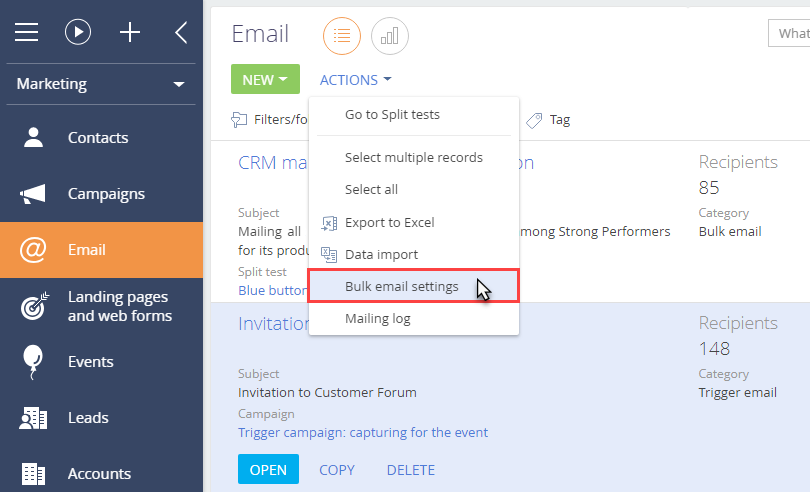 Marketing
Contacts
Campaigns
Email
Landing pages
and web forms
Events
Leads
Accounts
Email
What
NEW
ACTIONS
Filters/fo
Tag
Go to Split tests
Select multiple records
Select all
Export to Excel
Data import
Bulk email settings
Mailing log
CRM ma on
Recipients
85
Subject
Category
Mailing all mong Strong Performers
Bulk email
for its produ
Split test
Blue button
Invitation
Recipients
148
Subject
Category
Invitation to Customer Forum
Trigger email
Campaign
Trigger campaign: capturing for the event
OPEN
COPY
DELETE